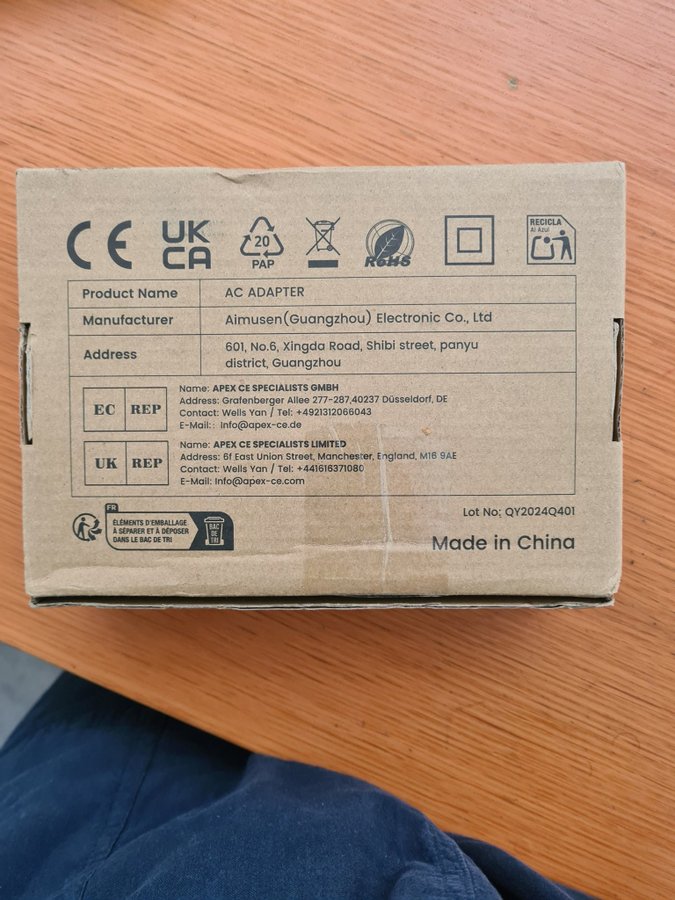 CE
UK
CA
20
PAP
RoHS
RECICLA
Al Azul
Product Name AC ADAPTER
Manufacturer Aimusen(Guangzhou) Electronic Co., Ltd
Address 601, No.6, Xingda Road, Shibi street, panyu
district, Guangzhou
EC REP
Name: APEX CE SPECIALISTS GMBH
Address: Grafenberger Allee 277-287,40237 Düsseldorf, DE
Contact: Wells Yan / Tel: +4921312066043
E-Mail: Info@apex-ce.de
UK REP
Name: APEX CE SPECIALISTS LIMITED
Address: 6f East Union Street, Manchester, England, M16 9AE
Contact: Wells Yan / Tel: +441616371080
E-Mail: Info@apex-ce.com
FR
ÉLÉMENTS D'EMBALLAGE
À SÉPARER ET À DÉPOSER
DANS LE BAC DE TRI
BAC
DE
TRI
Lot No: QY2024Q401
Made in China